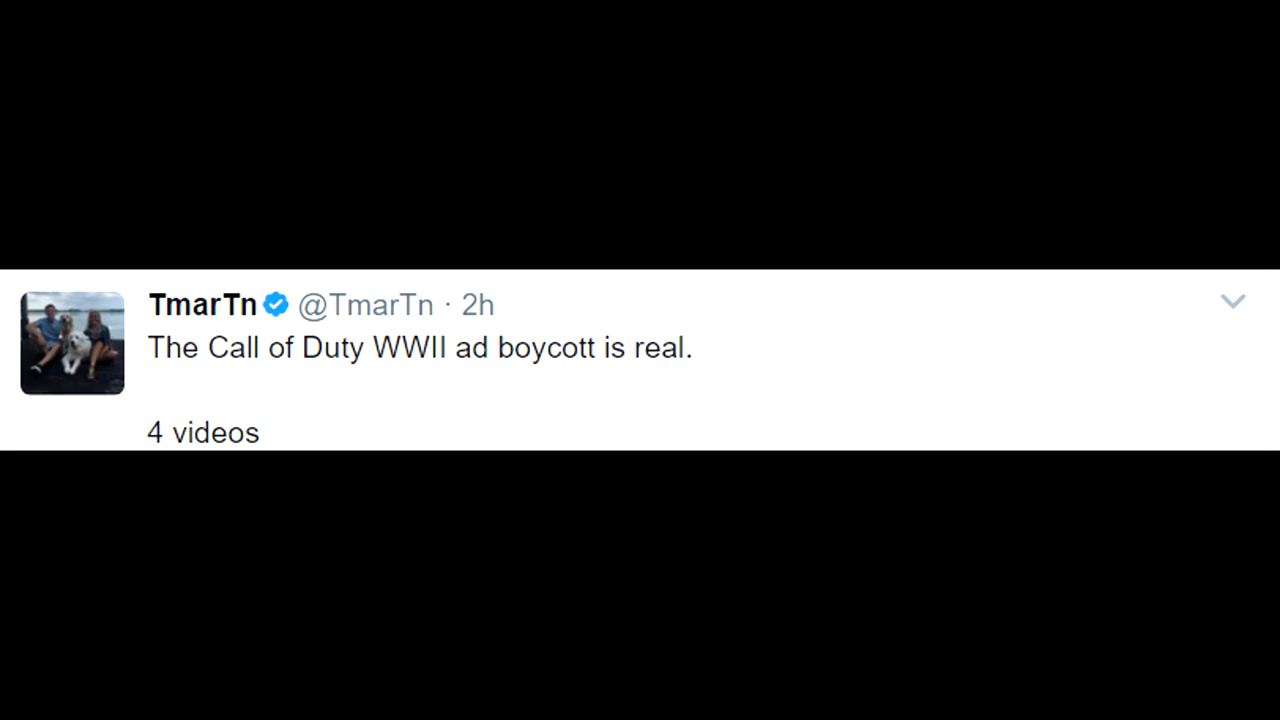 TmarTn @TmarTn · 2h
The Call of Duty WWII ad boycott is real.
4 videos